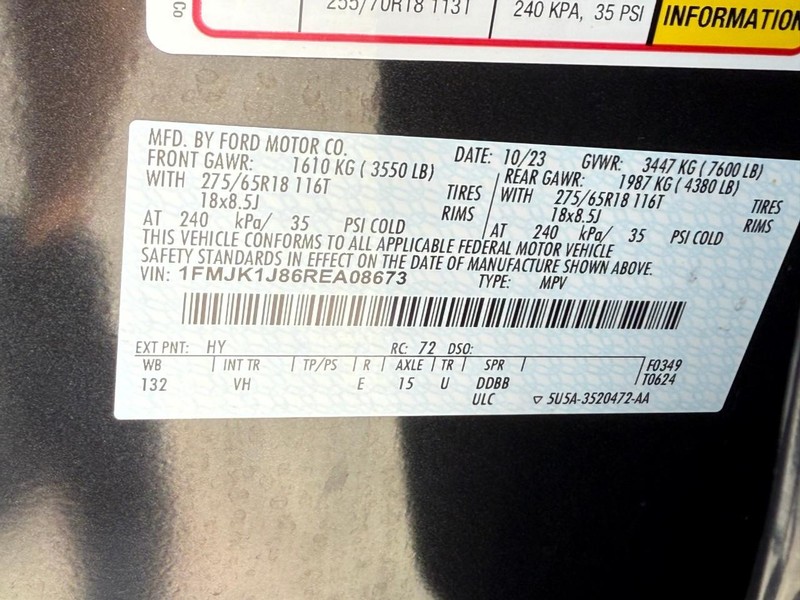 Co
255/70R18 113T
240 KPA, 35 PSI
INFORMATION
MFD. BY FORD MOTOR CO.
DATE: 10/23 GVWR: 3447 KG ( 7600 LB)
FRONT GAWR: 1610 KG ( 3550 LB)
REAR GAWR: 1987 KG ( 4380 LB)
WITH 275/65R18 116T TIRES
WITH 275/65R18 116T TIRES
18x8.5J RIMS
18x8.5J RIMS
AT 240 kPa/ 35 PSI COLD
AT 240 kPa/ 35 PSI COLD
THIS VEHICLE CONFORMS TO ALL APPLICABLE FEDERAL MOTOR VEHICLE
SAFETY STANDARDS IN EFFECT ON THE DATE OF MANUFACTURE SHOWN ABOVE.
VIN: 1FMJK1J86REA08673 TYPE: MPV
EXT PNT: HY RC: 72 DSO:
WB INT TR TP/PS R AXLE TR SPR F0349
132 VH E 15 U DDBB T0624
ULC ▽ 5U5A-3520472-AA